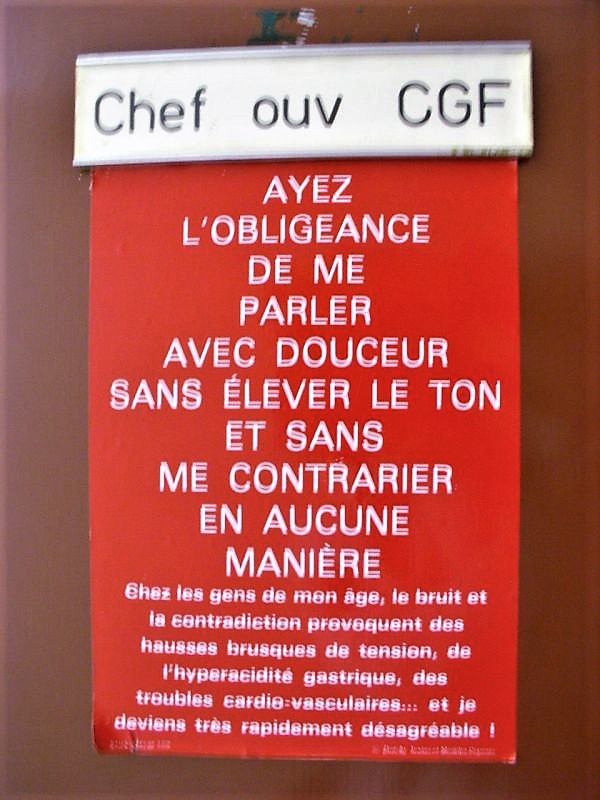 Chef ouv CGF
AYEZ
L'OBLIGEANCE
DE ME
PARLER
AVEC DOUCEUR
SANS ÉLEVER LE TON
ET SANS
ME CONTRARIER
EN AUCUNE
MANIÈRE
Chez les gens de mon âge, le bruit et
la contradiction provoquent des
hausses brusques de tension, de
l'hyperacidité gastrique, des
troubles cardio-vasculaires... et je
deviens très rapidement désagréable !